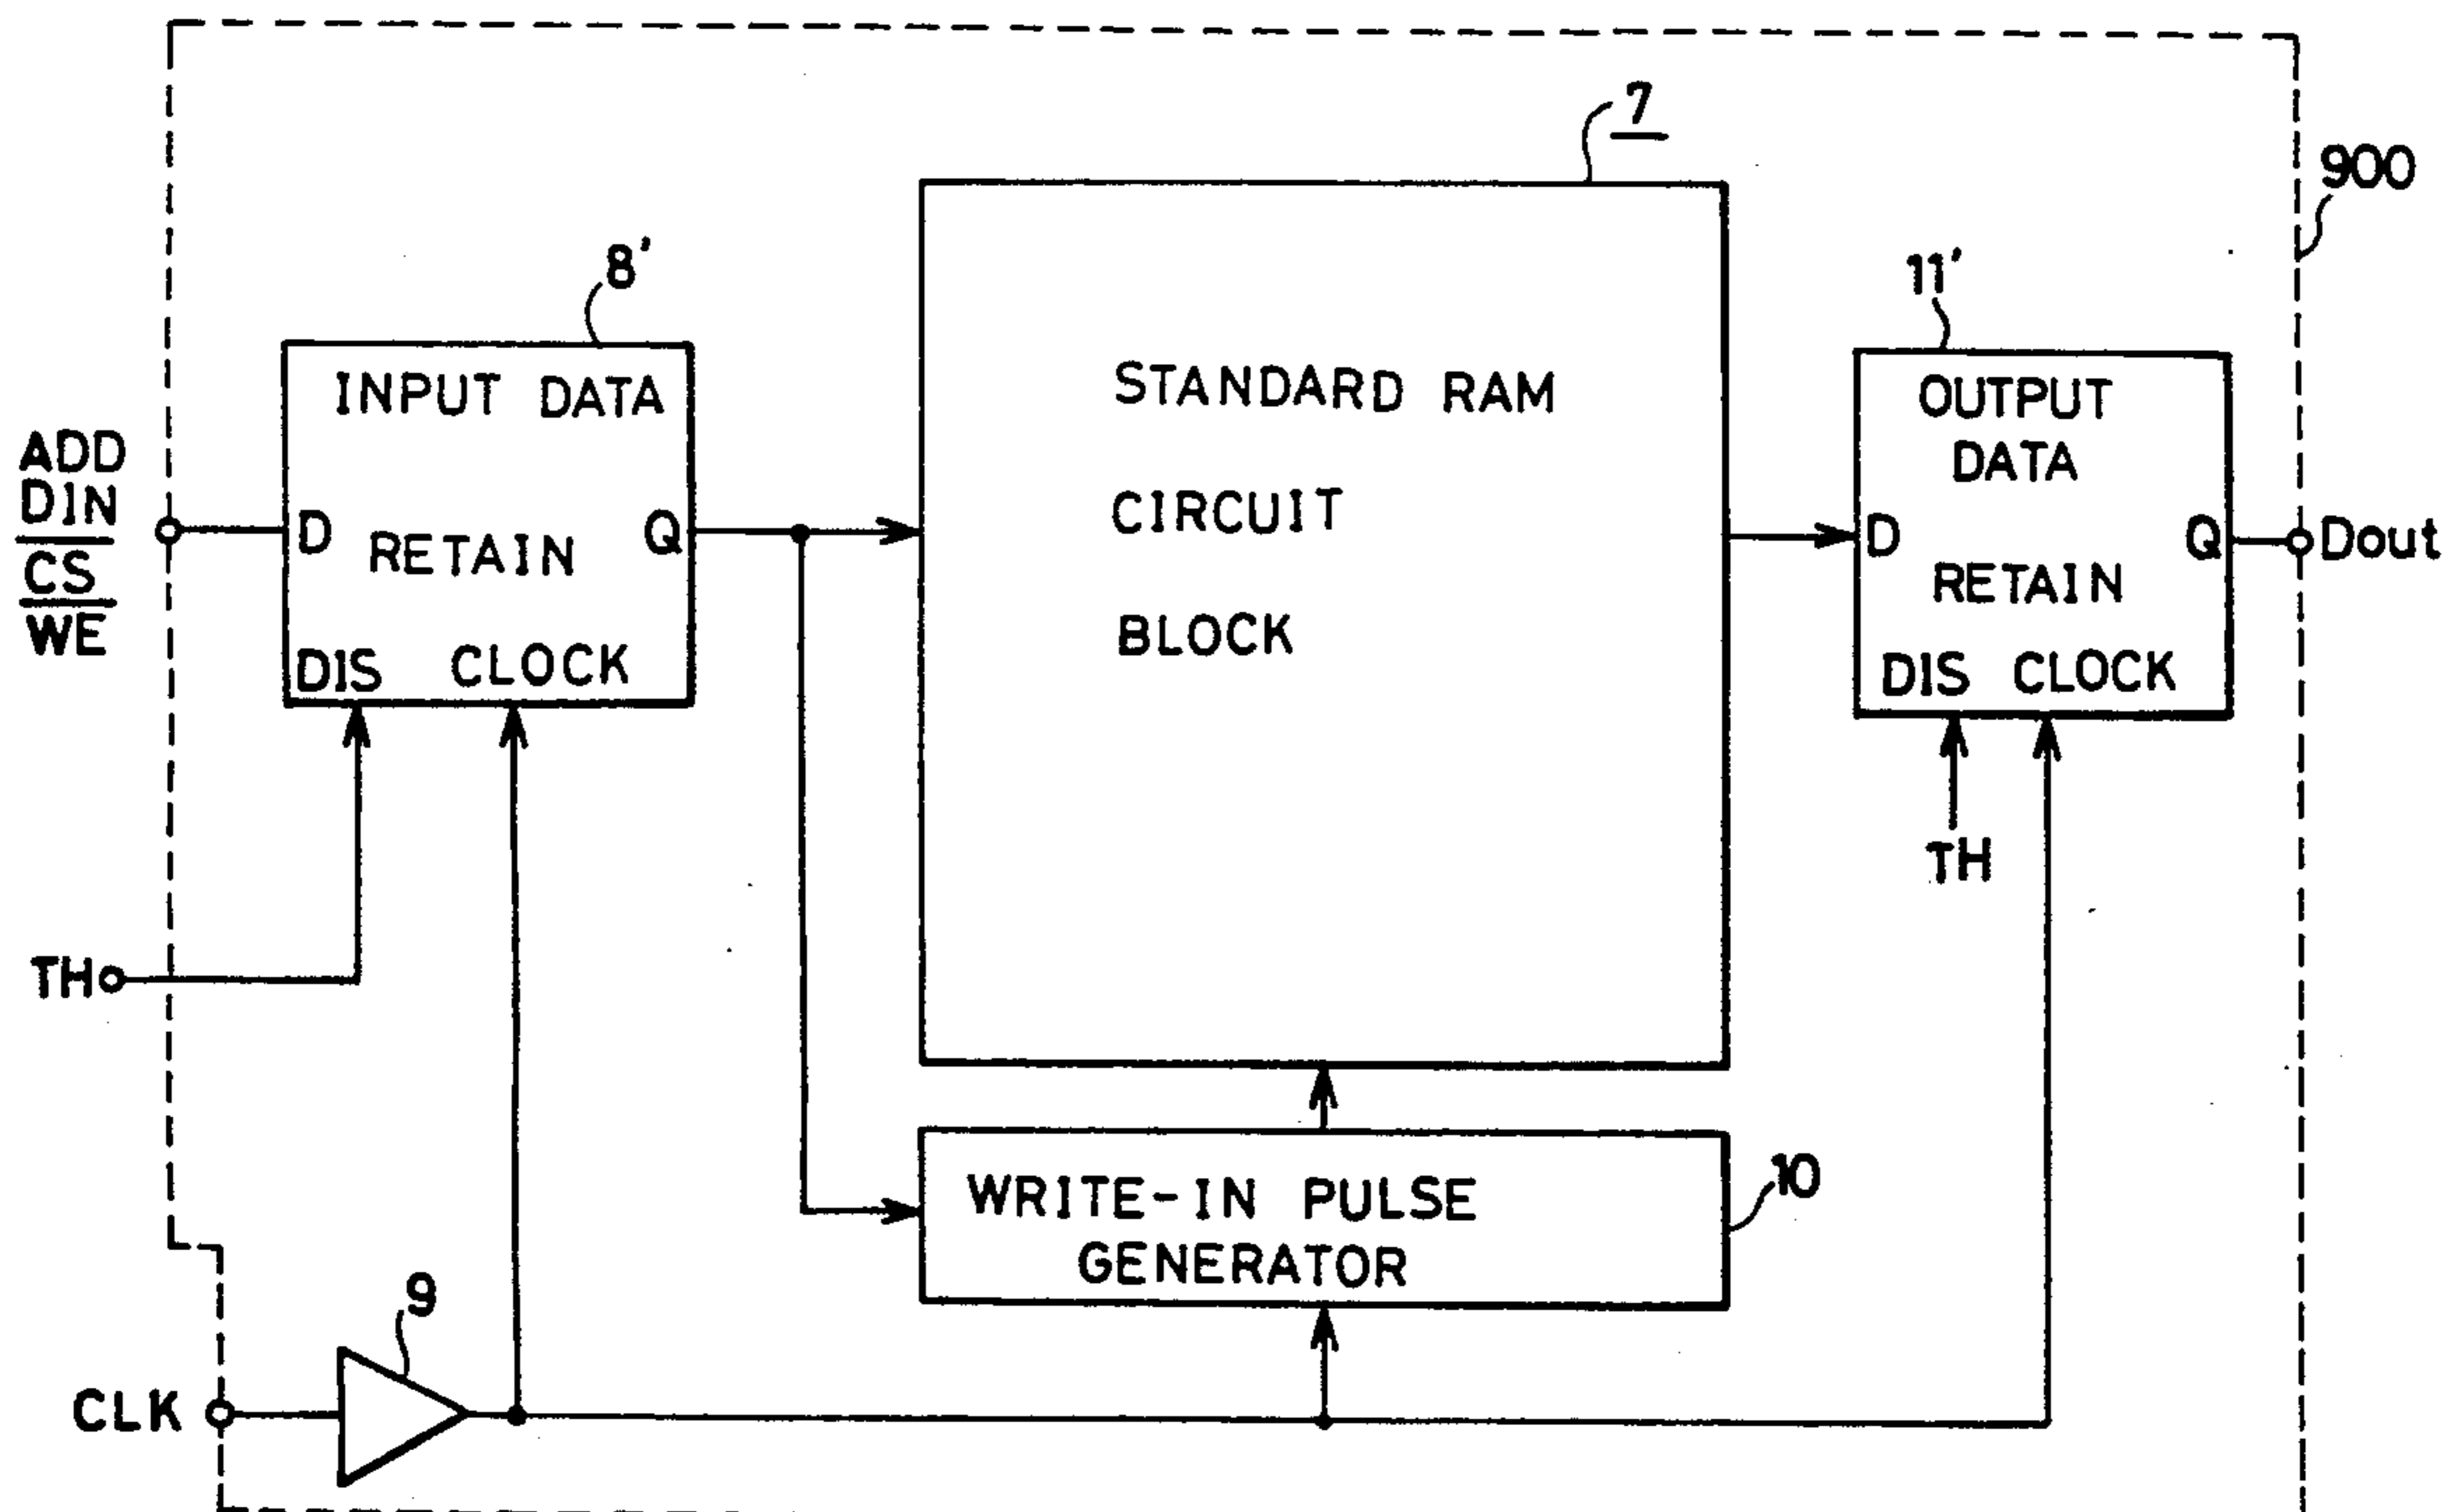 7
900
8'
11'
INPUT DATA
D RETAIN Q
DIS CLOCK
STANDARD RAM
CIRCUIT
BLOCK
OUTPUT
DATA
D Q
RETAIN
DIS CLOCK
ADD
DIN
CS
WE
Dout
TH
TH
WRITE-IN PULSE
GENERATOR
10
9
CLK